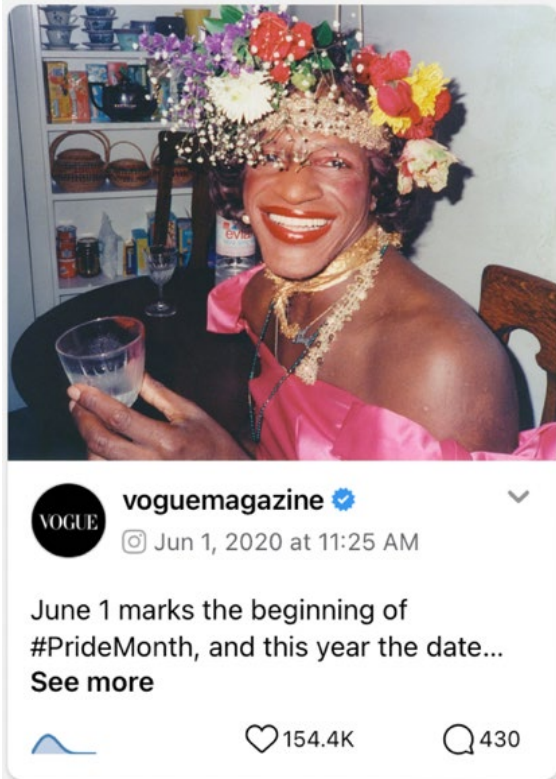 evia
VOGUE
voguemagazine
Jun 1, 2020 at 11:25 AM
June 1 marks the beginning of
#PrideMonth, and this year the date...
See more
154.4K
430